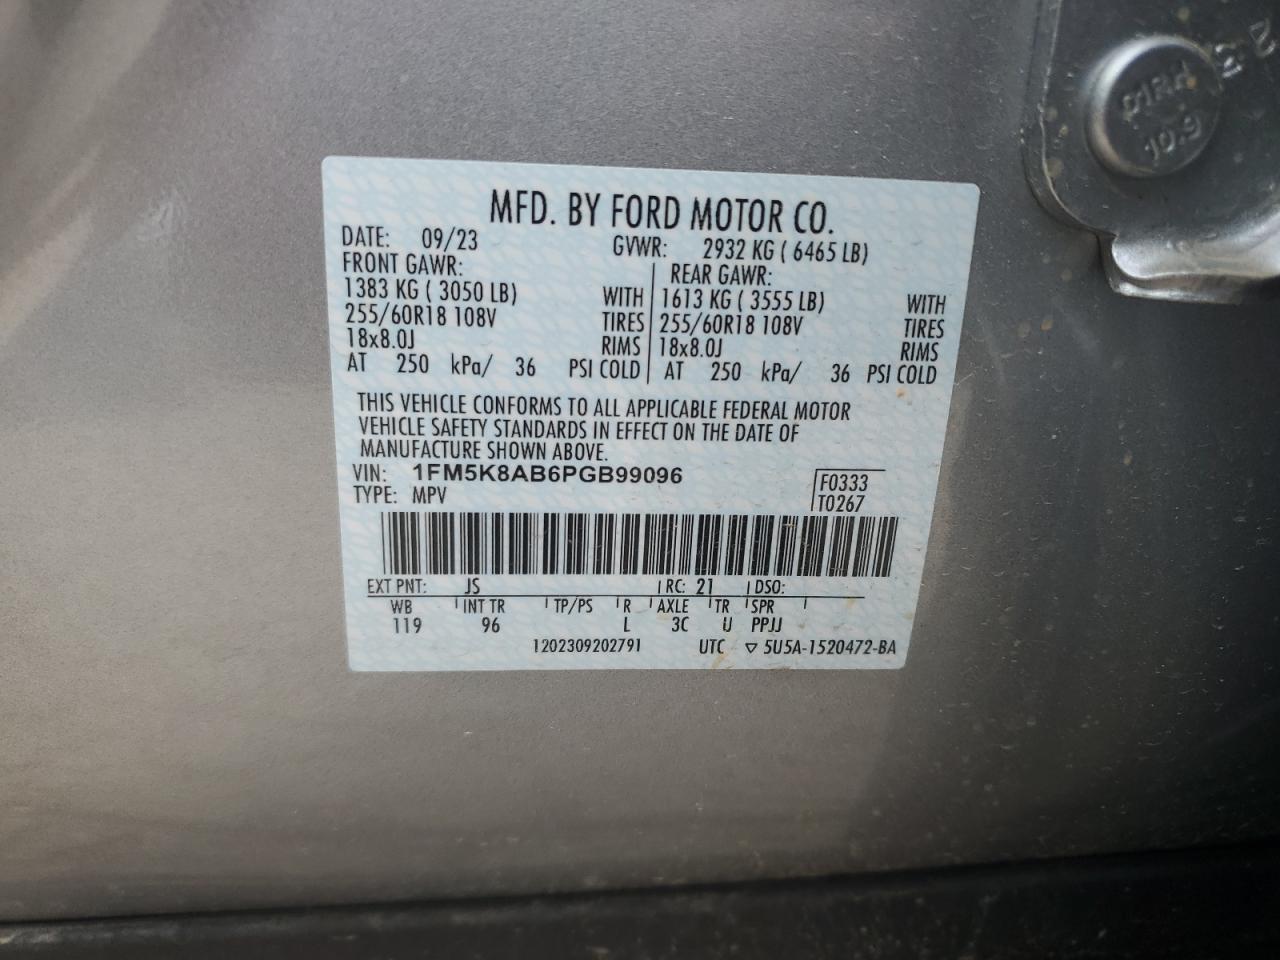 MFD. BY FORD MOTOR CO.
DATE: 09/23 GVWR: 2932 KG ( 6465 LB)
FRONT GAWR: REAR GAWR:
1383 KG ( 3050 LB) WITH 1613 KG ( 3555 LB) WITH
255/60R18 108V TIRES 255/60R18 108V TIRES
18x8.0J RIMS 18x8.0J RIMS
AT 250 kPa/ 36 PSI COLD AT 250 kPa/ 36 PSI COLD
THIS VEHICLE CONFORMS TO ALL APPLICABLE FEDERAL MOTOR
VEHICLE SAFETY STANDARDS IN EFFECT ON THE DATE OF
MANUFACTURE SHOWN ABOVE.
VIN: 1FM5K8AB6PGB99096 F0333
TYPE: MPV T0267
EXT PNT: JS RC: 21 DSO:
WB INT TR TP/PS R AXLE TR SPR
119 96 L 3C U PPJJ
1202309202791 UTC ▽ 5U5A-1520472-BA
10.9